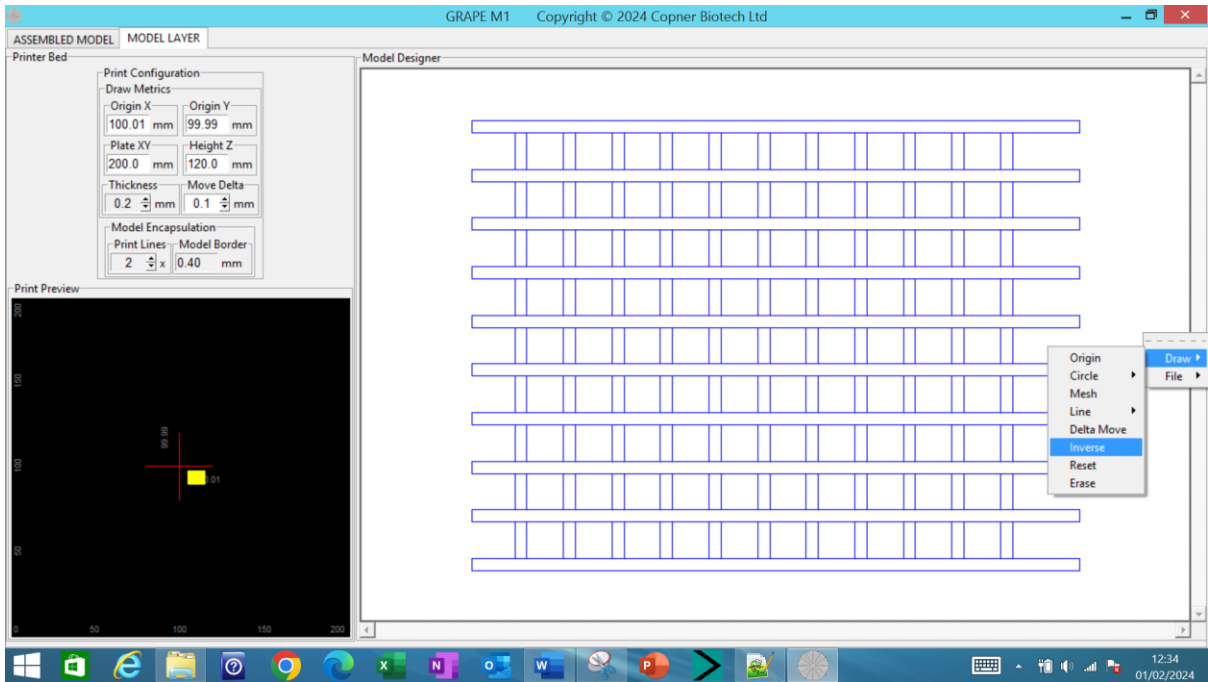 GRAPE M1 Copyright © 2024 Copner Biotech Ltd
ASSEMBLED MODEL MODEL LAYER
Printer Bed
Print Configuration
Draw Metrics
Origin X Origin Y
100.01 mm 99.99 mm
Plate XY Height Z
200.0 mm 120.0 mm
Thickness Move Delta
0.2 mm 0.1 mm
Model Encapsulation
Print Lines Model Border
2 x 0.40 mm
Print Preview
200
150
99.99
100
0.01
50
0 50 100 150 200
Model Designer
Origin
Circle
Mesh
Line
Delta Move
Inverse
Reset
Erase
Draw
File
12:34
01/02/2024